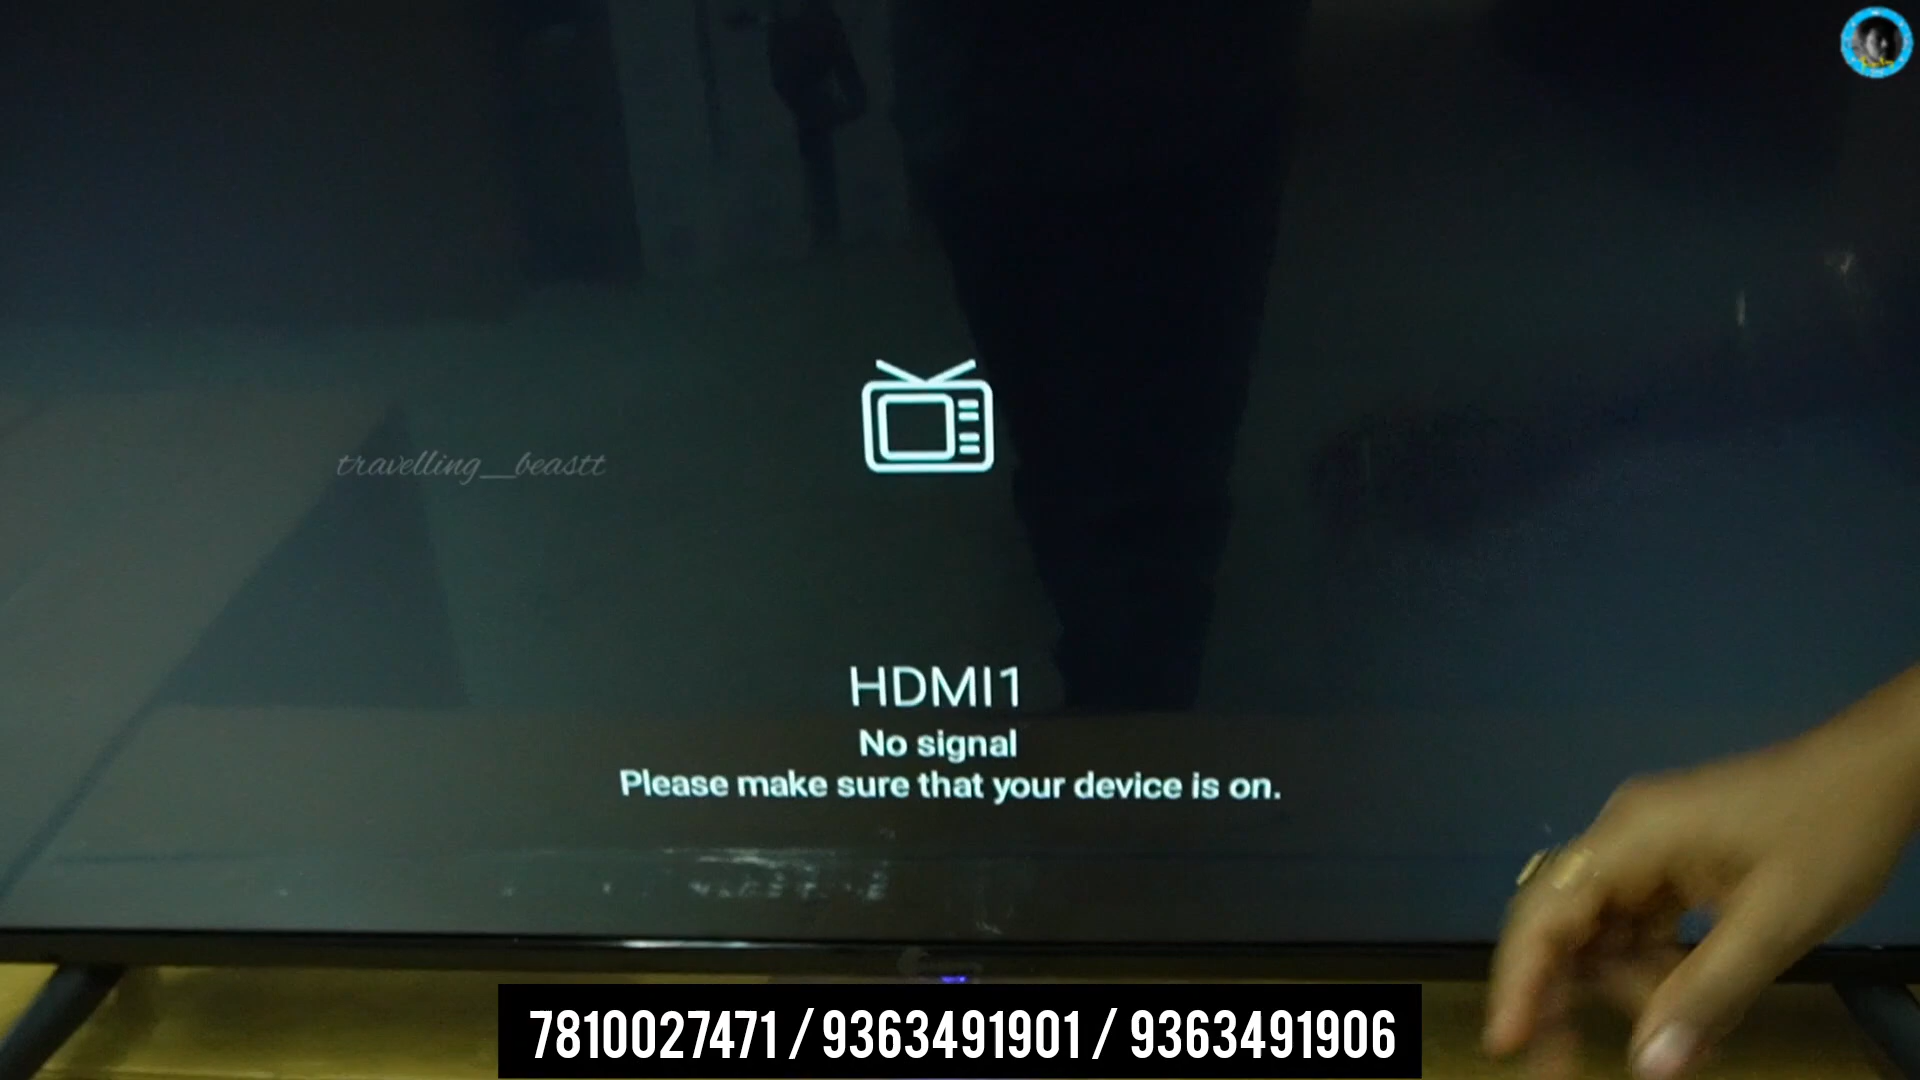 travelling__beastt
HDMI1
No signal
Please make sure that your device is on.
7810027471 / 9363491901 / 9363491906